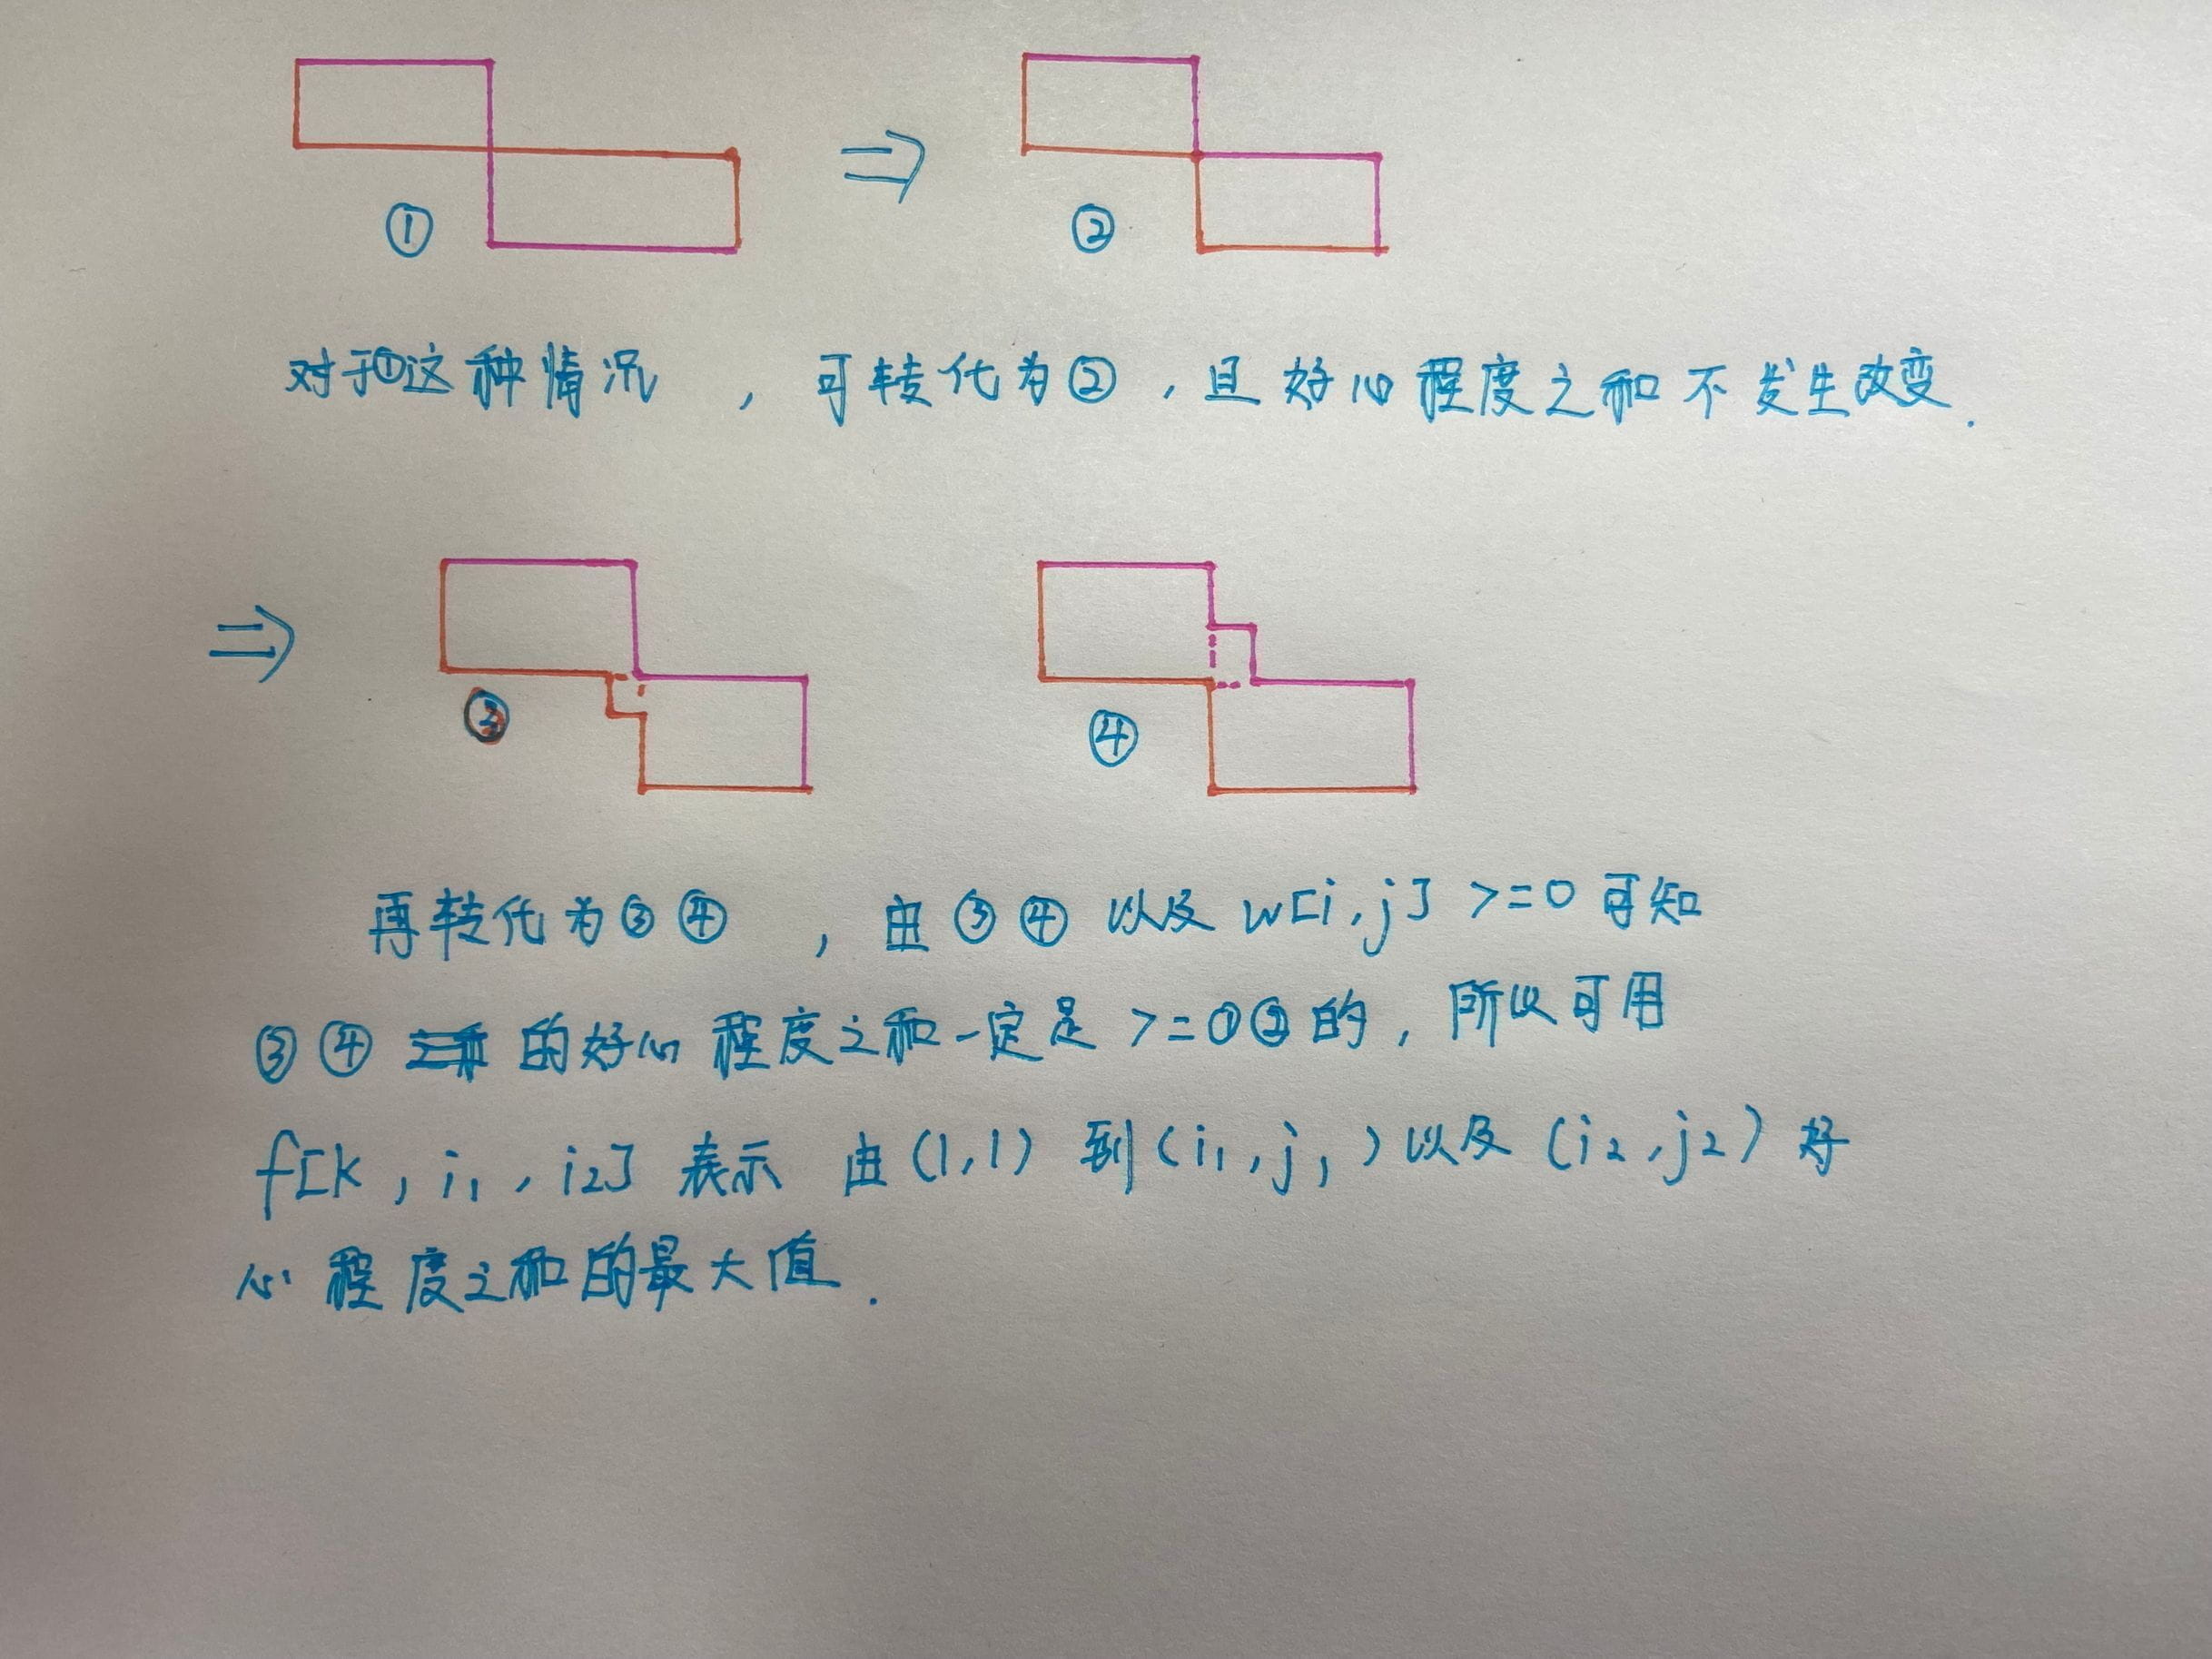 ① ②
对于①这种情况，可转化为②，且好心程度之和不发生改变.
③ ④
再转化为③④，由③④以及w[i,j] >=0可知
③④的好心程度之和一定是>=①②的，所以可用
f[k,i₁,i₂]表示由(1,1)到(i₁,j₁)以及(i₂,j₂)好
心程度之和的最大值.